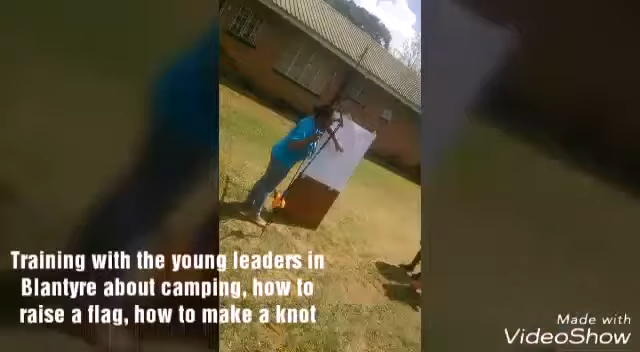 Training with the young leaders in
Blantyre about camping, how to
raise a flag, how to make a knot
Made with
VideoShow